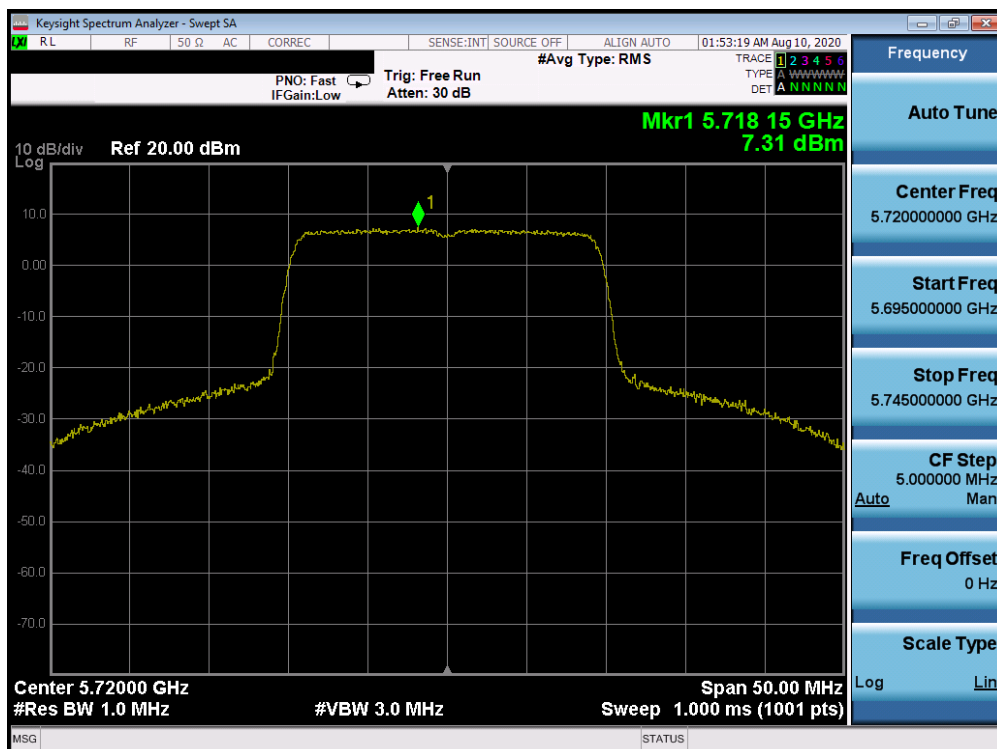 Keysight Spectrum Analyzer - Swept SA
LXI RL RF 50 Ω AC CORREC SENSE:INT SOURCE OFF ALIGN AUTO 01:53:19 AM Aug 10, 2020
Frequency
#Avg Type: RMS
TRACE 1 2 3 4 5 6
PNO: Fast Trig: Free Run
TYPE A WWWWW
IFGain:Low Atten: 30 dB
DET A N N N N N
Auto Tune
Mkr1 5.718 15 GHz
7.31 dBm
10 dB/div Ref 20.00 dBm
Log
1
10.0
0.00
-10.0
-20.0
-30.0
-40.0
-50.0
-60.0
-70.0
Center Freq
5.720000000 GHz
Start Freq
5.695000000 GHz
Stop Freq
5.745000000 GHz
CF Step
5.000000 MHz
Auto Man
Freq Offset
0 Hz
Scale Type
Log Lin
Center 5.72000 GHz Span 50.00 MHz
#Res BW 1.0 MHz #VBW 3.0 MHz Sweep 1.000 ms (1001 pts)
MSG STATUS